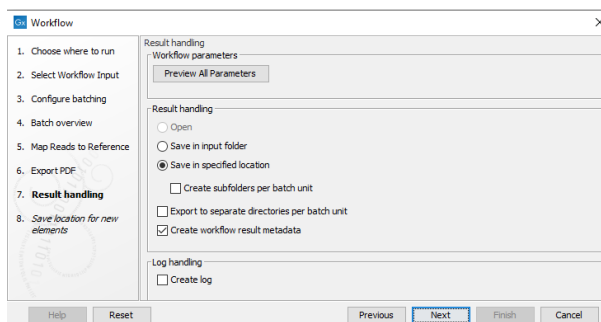 Gx Workflow
1. Choose where to run
2. Select Workflow Input
3. Configure batching
4. Batch overview
5. Map Reads to Reference
6. Export PDF
7. Result handling
8. Save location for new
elements
Result handling
Workflow parameters
Preview All Parameters
Result handling
Open
Save in input folder
Save in specified location
Create subfolders per batch unit
Export to separate directories per batch unit
Create workflow result metadata
Log handling
Create log
Help Reset Previous Next Finish Cancel